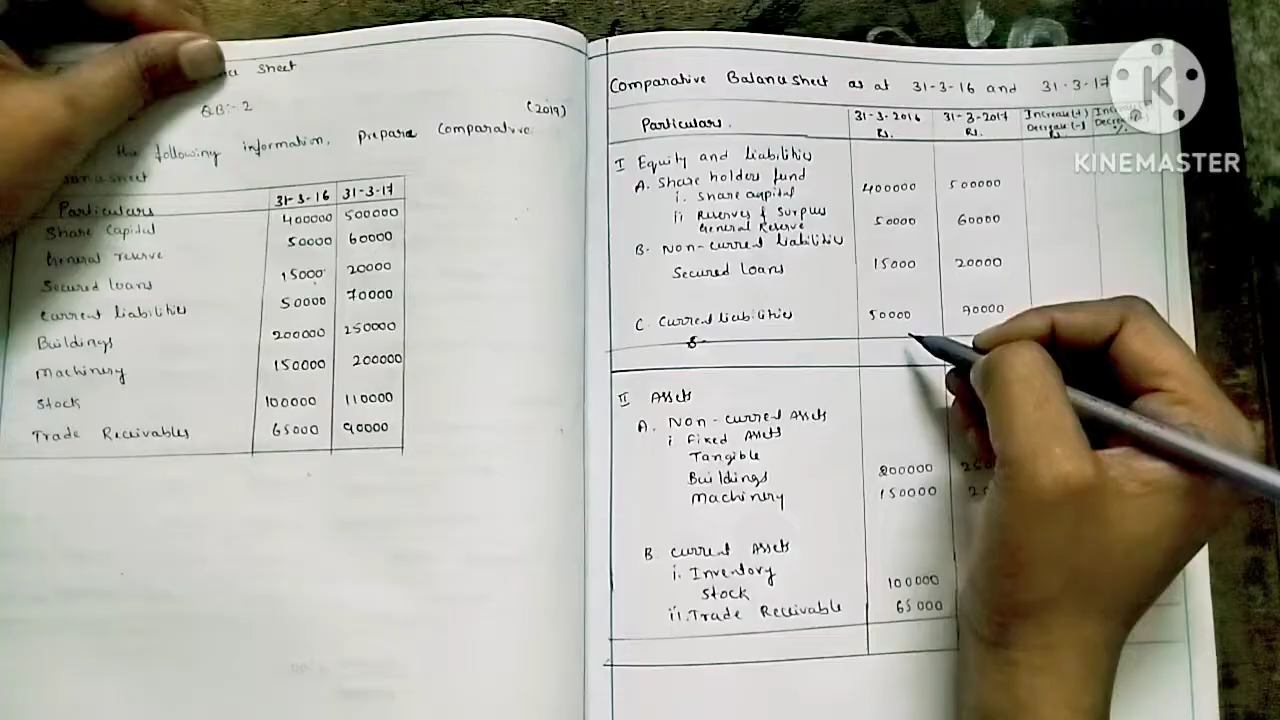 nce Sheet
QB:- 2 (2019)
the following information, prepare comparative
Particulars 31-3-16 31-3-17
Share Capital 400000 500000
General reserve 50000 60000
Secured loans 15000 20000
Current liabilities 50000 70000
Buildings 200000 250000
Machinery 150000 200000
Stock 100000 110000
Trade Receivables 65000 90000
Comparative Balance sheet as at 31-3-16 and 31-3-17
Particulars. 31-3-2016 Rs. 31-3-2017 Rs. Increase(+) Decrease(-) Rs
I Equity and liabilities
A. Share holders fund
i. Share capital 400000 500000
ii Reserves & Surplus
General Reserve 50000 60000
B. Non-current liabilities
Secured loans 15000 20000
C. Current liabilities 50000 70000
II Assets
A. Non-current Assets
i Fixed Assets
Tangible
Buildings 200000
Machinery 150000
B. Current Assets
i. Inventory
Stock 100000
ii. Trade Receivable 65000
K
KINEMASTER